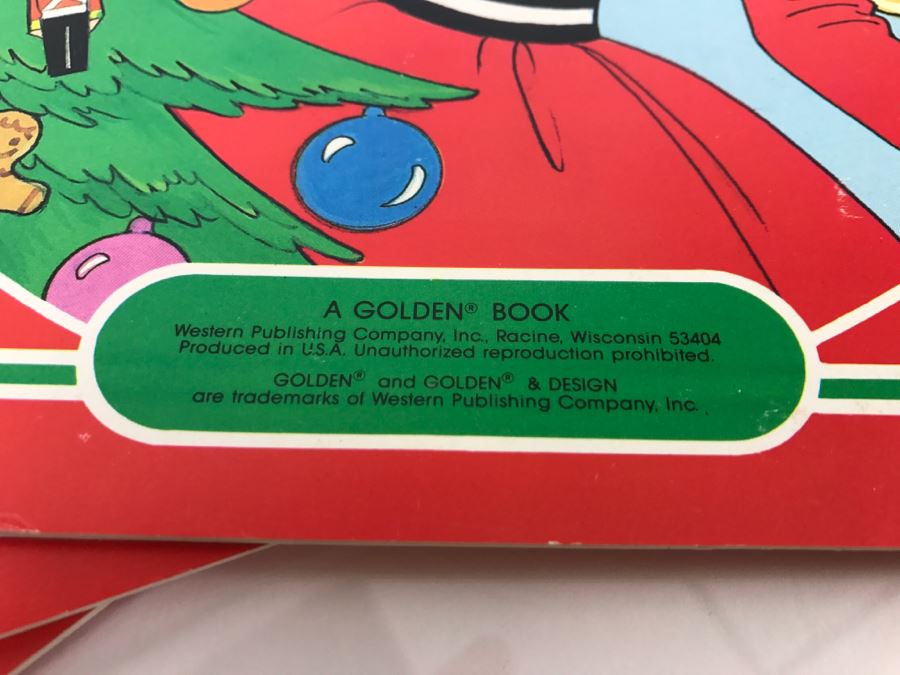 A GOLDEN® BOOK
Western Publishing Company, Inc., Racine, Wisconsin 53404
Produced in U.S.A. Unauthorized reproduction prohibited.
GOLDEN® and GOLDEN® & DESIGN
are trademarks of Western Publishing Company, Inc.